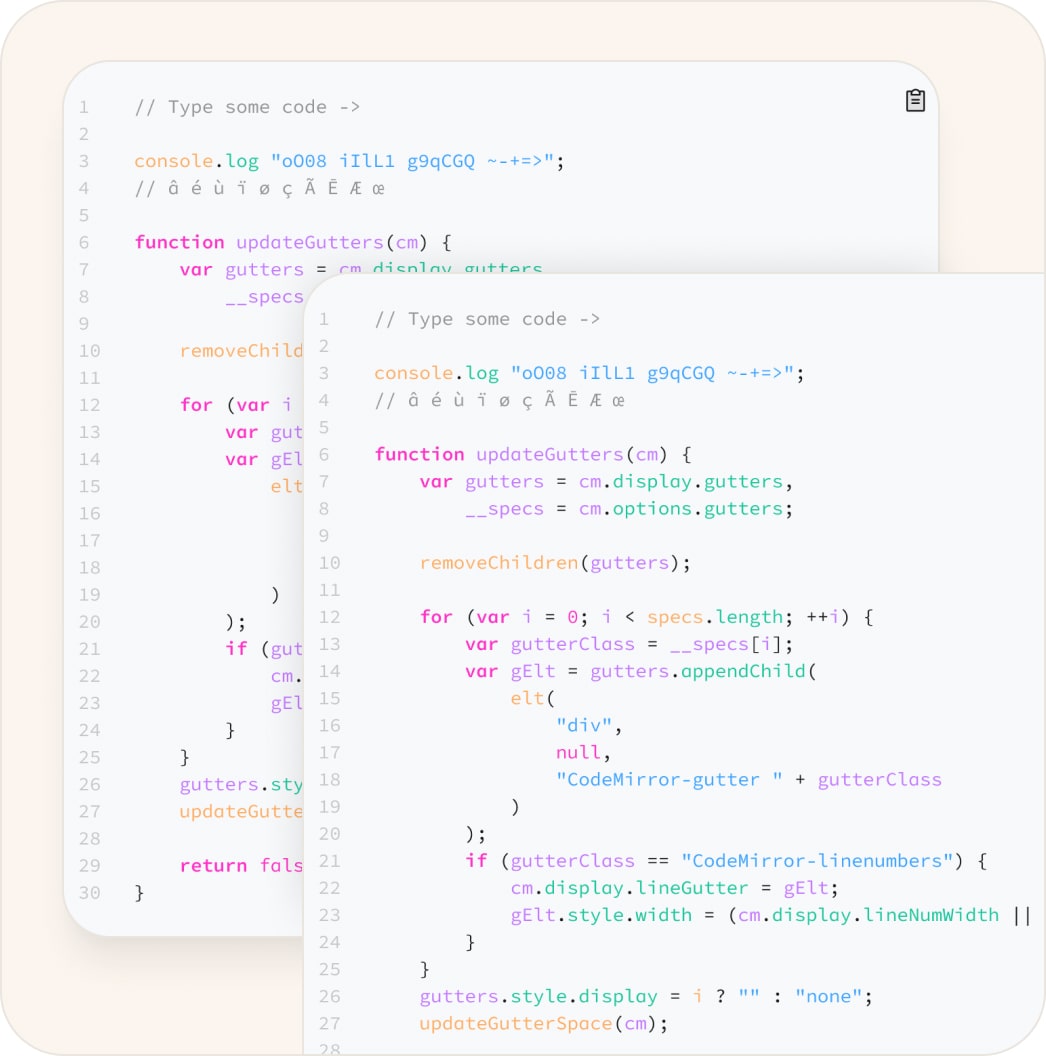 1 // Type some code ->
2
3 console.log "oO08 iIlL1 g9qCGQ ~-+=>";
4 // â é ù ï ø ç Ã Ē Æ œ
5
6 function updateGutters(cm) {
7 var gutters = cm.display.gutters
8 __specs
9
10 removeChild
11
12 for (var i
13 var gut
14 var gEl
15 elt
16
17
18
19 )
20 );
21 if (gut
22 cm.
23 gEl
24 }
25 }
26 gutters.sty
27 updateGutte
28
29 return fals
30 }
1 // Type some code ->
2
3 console.log "oO08 iIlL1 g9qCGQ ~-+=>";
4 // â é ù ï ø ç Ã Ē Æ œ
5
6 function updateGutters(cm) {
7 var gutters = cm.display.gutters,
8 __specs = cm.options.gutters;
9
10 removeChildren(gutters);
11
12 for (var i = 0; i < specs.length; ++i) {
13 var gutterClass = __specs[i];
14 var gElt = gutters.appendChild(
15 elt(
16 "div",
17 null,
18 "CodeMirror-gutter " + gutterClass
19 )
20 );
21 if (gutterClass == "CodeMirror-linenumbers") {
22 cm.display.lineGutter = gElt;
23 gElt.style.width = (cm.display.lineNumWidth ||
24 }
25 }
26 gutters.style.display = i ? "" : "none";
27 updateGutterSpace(cm);
28